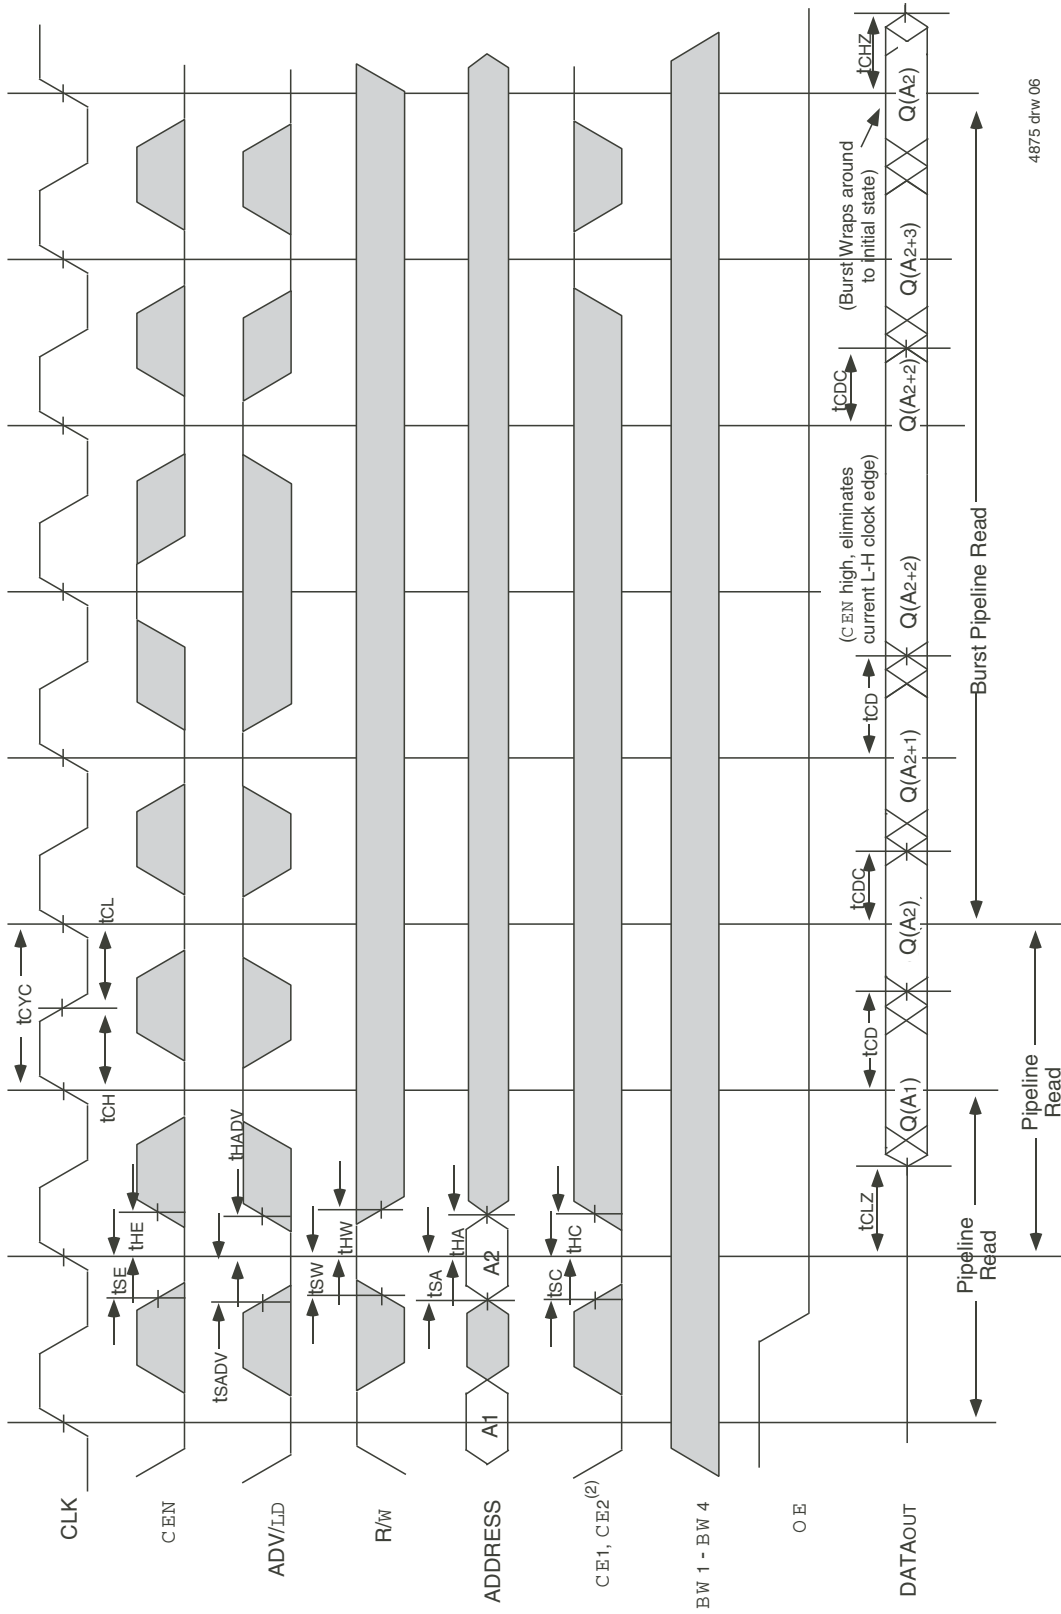 tCYC
tCH
tCL
CLK
tSE
tHE
CEN
tSADV
tHADV
ADV/LD
tSW
tHW
R/W
tSA
tHA
ADDRESS
A1
A2
tSC
tHC
CE1, CE2(2)
BW1 - BW4
OE
(CEN high, eliminates
current L-H clock edge)
(Burst Wraps around
to initial state)
tCLZ
tCD
tCDC
tCD
tCDC
tCHZ
DATAOUT
Q(A1)
Q(A2)
Q(A2+1)
Q(A2+2)
Q(A2+2)
Q(A2+3)
Q(A2)
Pipeline
Read
Burst Pipeline Read
Pipeline
Read
4875 drw 06